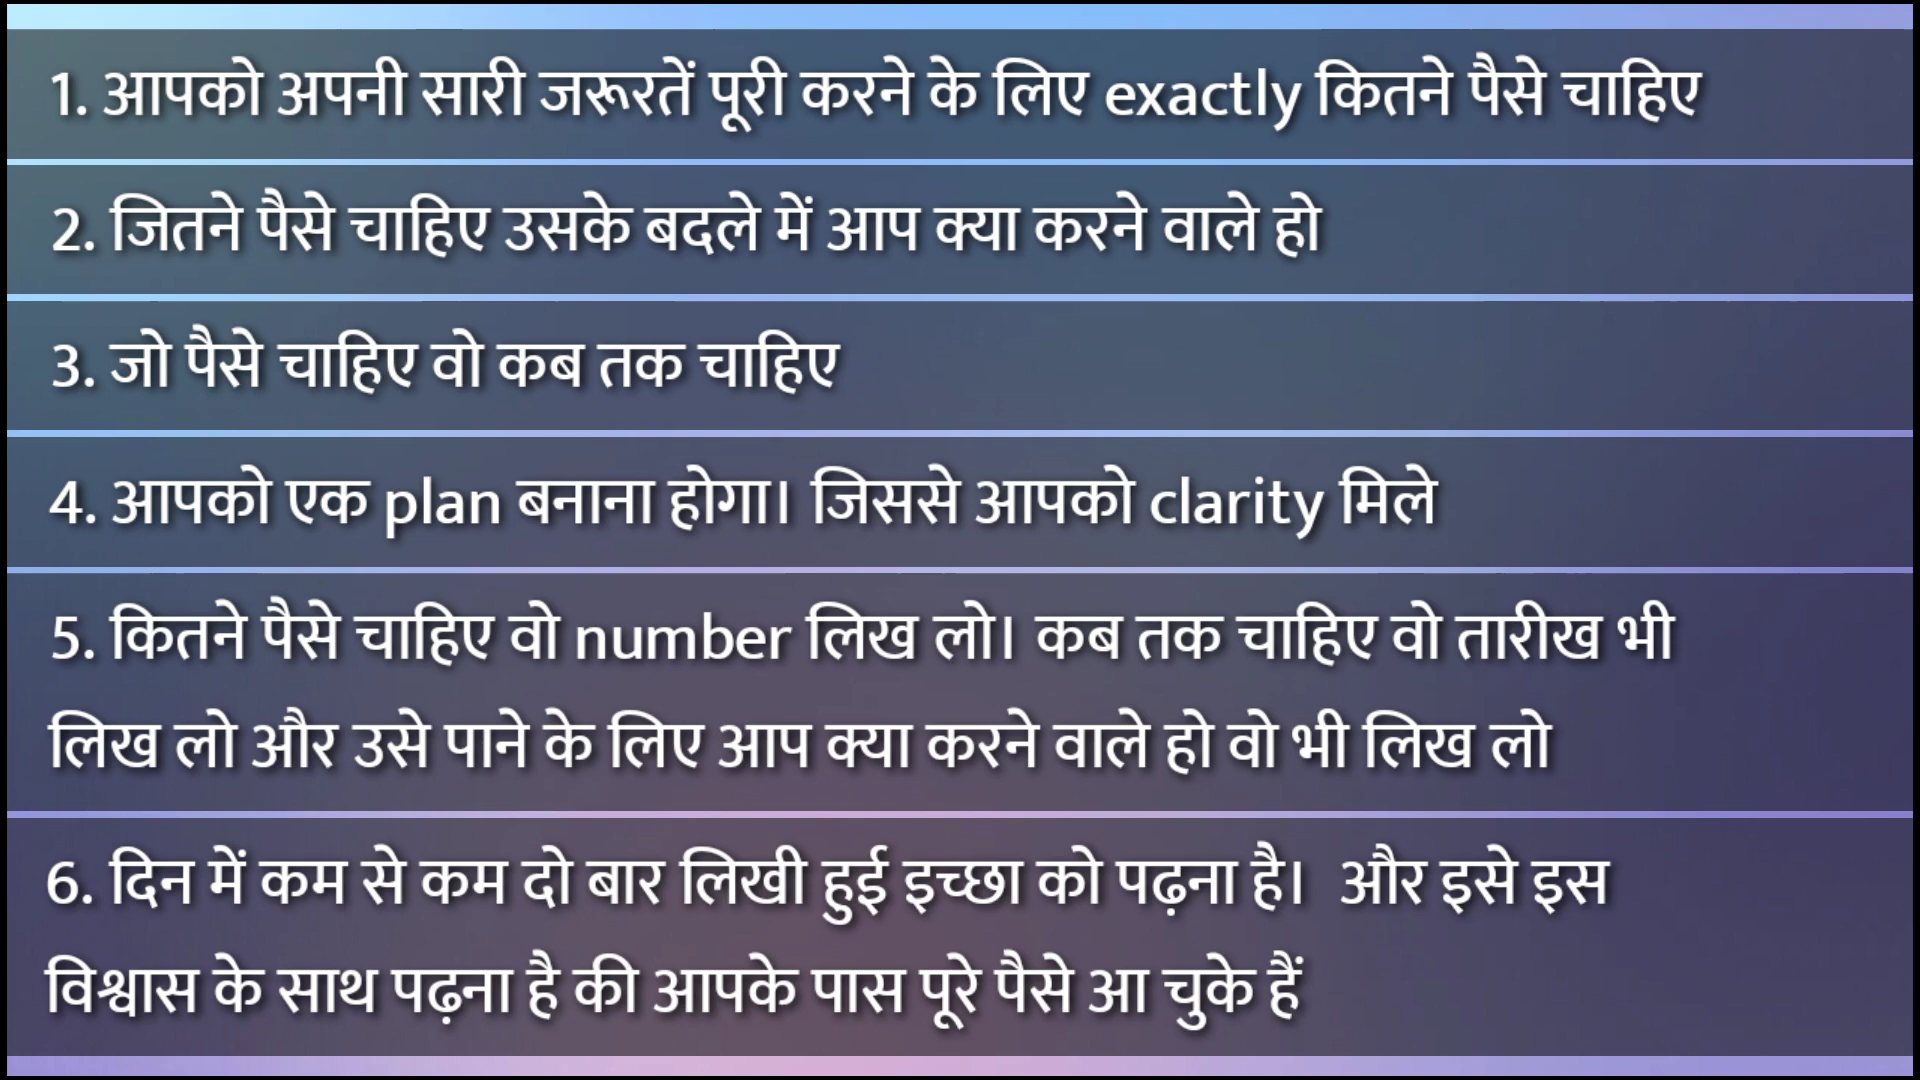 1. आपको अपनी सारी जरूरतें पूरी करने के लिए exactly कितने पैसे चाहिए
2. जितने पैसे चाहिए उसके बदले में आप क्या करने वाले हो
3. जो पैसे चाहिए वो कब तक चाहिए
4. आपको एक plan बनाना होगा। जिससे आपको clarity मिले
5. कितने पैसे चाहिए वो number लिख लो। कब तक चाहिए वो तारीख भी
लिख लो और उसे पाने के लिए आप क्या करने वाले हो वो भी लिख लो
6. दिन में कम से कम दो बार लिखी हुई इच्छा को पढ़ना है। और इसे इस
विश्वास के साथ पढ़ना है की आपके पास पूरे पैसे आ चुके हैं